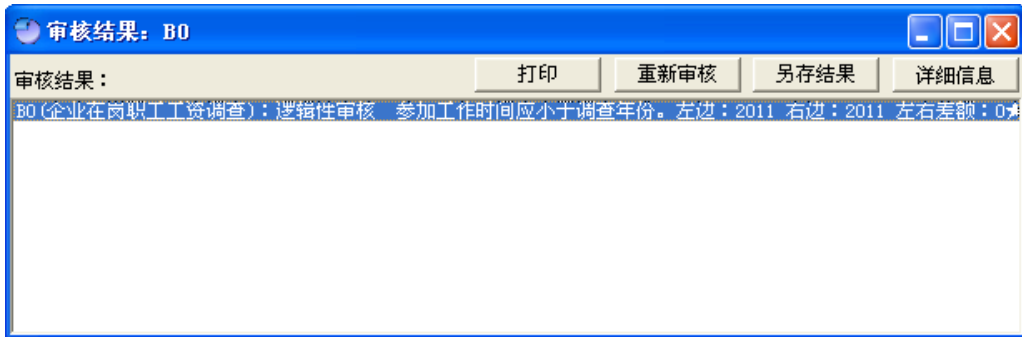 审核结果：B0
审核结果：
打印 重新审核 另存结果 详细信息
B0(企业在岗职工工资调查)：逻辑性审核 参加工作时间应小于调查年份。左边：2011 右边：2011 左右差额：0